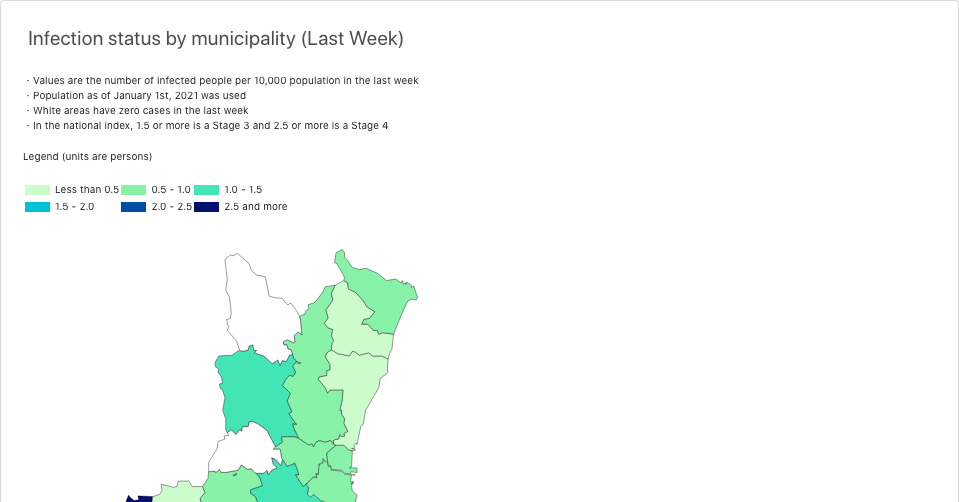 Infection status by municipality (Last Week)
· Values are the number of infected people per 10,000 population in the last week
· Population as of January 1st, 2021 was used
· White areas have zero cases in the last week
· In the national index, 1.5 or more is a Stage 3 and 2.5 or more is a Stage 4
Legend (units are persons)
Less than 0.5 0.5 - 1.0 1.0 - 1.5
1.5 - 2.0 2.0 - 2.5 2.5 and more